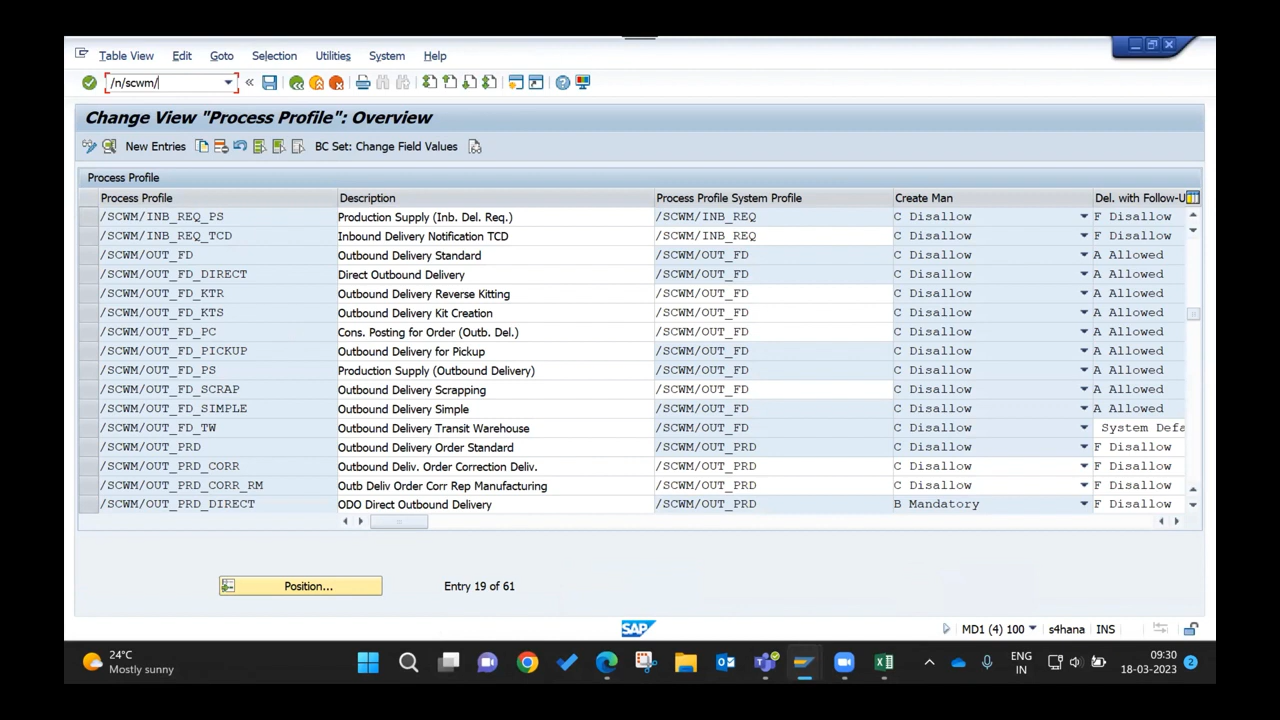 Table View Edit Goto Selection Utilities System Help
/n/scwm/
Change View "Process Profile": Overview
New Entries BC Set: Change Field Values
Process Profile
Process Profile Description Process Profile System Profile Create Man Del. with Follow-U
/SCWM/INB_REQ_PS Production Supply (Inb. Del. Req.) /SCWM/INB_REQ C Disallow F Disallow
/SCWM/INB_REQ_TCD Inbound Delivery Notification TCD /SCWM/INB_REQ C Disallow F Disallow
/SCWM/OUT_FD Outbound Delivery Standard /SCWM/OUT_FD C Disallow A Allowed
/SCWM/OUT_FD_DIRECT Direct Outbound Delivery /SCWM/OUT_FD C Disallow A Allowed
/SCWM/OUT_FD_KTR Outbound Delivery Reverse Kitting /SCWM/OUT_FD C Disallow A Allowed
/SCWM/OUT_FD_KTS Outbound Delivery Kit Creation /SCWM/OUT_FD C Disallow A Allowed
/SCWM/OUT_FD_PC Cons. Posting for Order (Outb. Del.) /SCWM/OUT_FD C Disallow A Allowed
/SCWM/OUT_FD_PICKUP Outbound Delivery for Pickup /SCWM/OUT_FD C Disallow A Allowed
/SCWM/OUT_FD_PS Production Supply (Outbound Delivery) /SCWM/OUT_FD C Disallow A Allowed
/SCWM/OUT_FD_SCRAP Outbound Delivery Scrapping /SCWM/OUT_FD C Disallow A Allowed
/SCWM/OUT_FD_SIMPLE Outbound Delivery Simple /SCWM/OUT_FD C Disallow A Allowed
/SCWM/OUT_FD_TW Outbound Delivery Transit Warehouse /SCWM/OUT_FD C Disallow System Defa
/SCWM/OUT_PRD Outbound Delivery Order Standard /SCWM/OUT_PRD C Disallow F Disallow
/SCWM/OUT_PRD_CORR Outbound Deliv. Order Correction Deliv. /SCWM/OUT_PRD C Disallow F Disallow
/SCWM/OUT_PRD_CORR_RM Outb Deliv Order Corr Rep Manufacturing /SCWM/OUT_PRD C Disallow F Disallow
/SCWM/OUT_PRD_DIRECT ODO Direct Outbound Delivery /SCWM/OUT_PRD B Mandatory F Disallow
Position... Entry 19 of 61
SAP MD1 (4) 100 s4hana INS
24°C
Mostly sunny
ENG
IN
09:30
18-03-2023
2